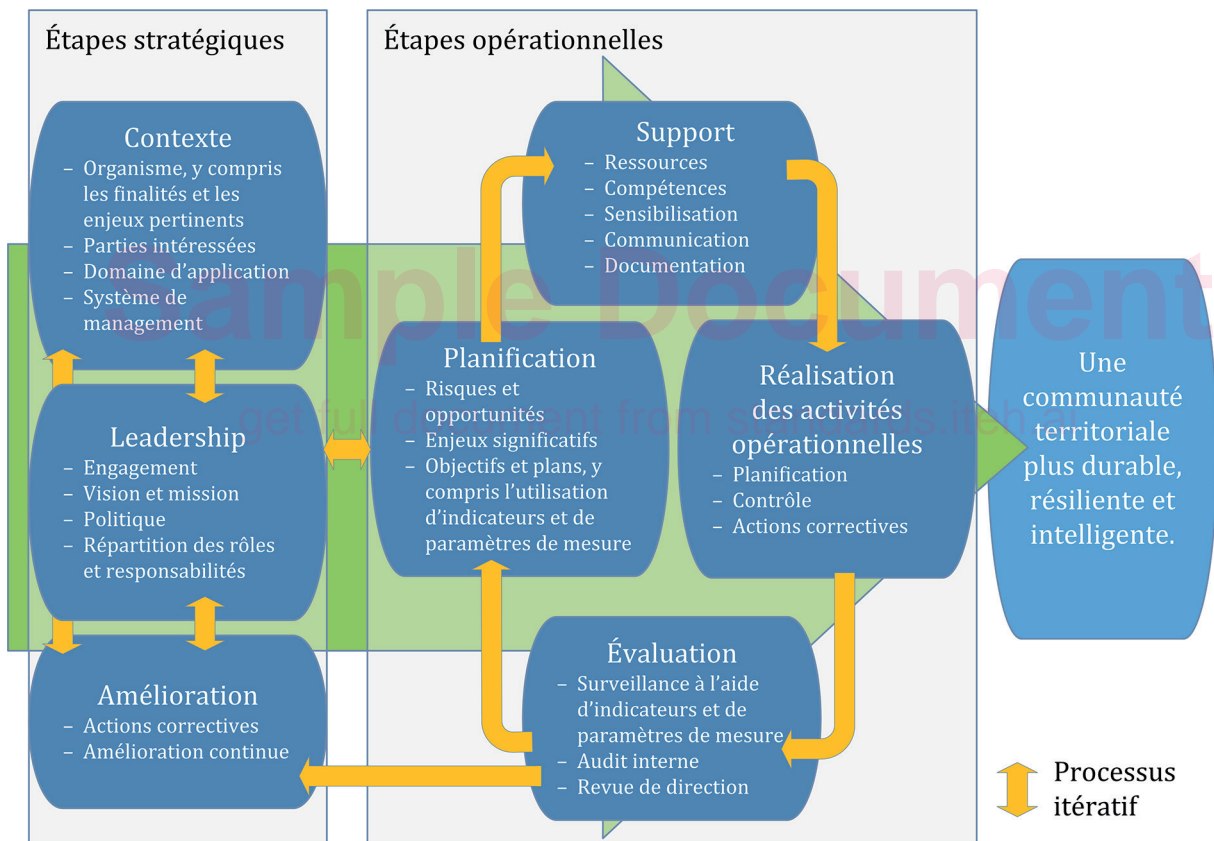 Étapes stratégiques
Contexte
– Organisme, y compris
les finalités et les
enjeux pertinents
– Parties intéressées
– Domaine d’application
– Système de
management
Leadership
– Engagement
– Vision et mission
– Politique
– Répartition des rôles
et responsabilités
Amélioration
– Actions correctives
– Amélioration continue
Étapes opérationnelles
Support
– Ressources
– Compétences
– Sensibilisation
– Communication
– Documentation
Planification
– Risques et
opportunités
– Enjeux significatifs
– Objectifs et plans, y
compris l’utilisation
d’indicateurs et de
paramètres de mesure
Réalisation
des activités
opérationnelles
– Planification
– Contrôle
– Actions correctives
Évaluation
– Surveillance à l’aide
d’indicateurs et de
paramètres de mesure
– Audit interne
– Revue de direction
Une
communauté
territoriale
plus durable,
résiliente et
intelligente.
Processus
itératif
Sample Document
get full document from standards.iteh.ai